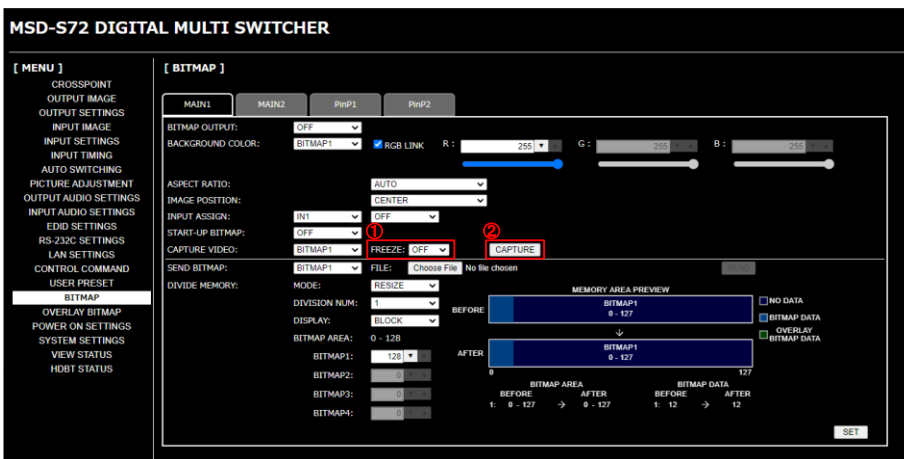 MSD-S72 DIGITAL MULTI SWITCHER
[ MENU ]
CROSSPOINT
OUTPUT IMAGE
OUTPUT SETTINGS
INPUT IMAGE
INPUT SETTINGS
INPUT TIMING
AUTO SWITCHING
PICTURE ADJUSTMENT
OUTPUT AUDIO SETTINGS
INPUT AUDIO SETTINGS
EDID SETTINGS
RS-232C SETTINGS
LAN SETTINGS
CONTROL COMMAND
USER PRESET
BITMAP
OVERLAY BITMAP
POWER ON SETTINGS
SYSTEM SETTINGS
VIEW STATUS
HDBT STATUS
[ BITMAP ]
MAIN1 MAIN2 PinP1 PinP2
BITMAP OUTPUT: OFF
BACKGROUND COLOR: BITMAP1 RGB LINK R : 255 G : 255 B : 255
ASPECT RATIO: AUTO
IMAGE POSITION: CENTER
INPUT ASSIGN: IN1 OFF
START-UP BITMAP: OFF ① ②
CAPTURE VIDEO: BITMAP1 FREEZE: OFF CAPTURE
SEND BITMAP: BITMAP1 FILE: Choose File No file chosen SEND
DIVIDE MEMORY: MODE: RESIZE
DIVISION NUM: 1
DISPLAY: BLOCK
BITMAP AREA: 0 - 128
BITMAP1: 128
BITMAP2: 0
BITMAP3: 0
BITMAP4: 0
MEMORY AREA PREVIEW
BEFORE BITMAP1
0 - 127
↓
AFTER BITMAP1
0 - 127
0 127
NO DATA
BITMAP DATA
OVERLAY
BITMAP DATA
BITMAP AREA BITMAP DATA
BEFORE AFTER BEFORE AFTER
1: 0 - 127 → 0 - 127 1: 12 → 12
SET